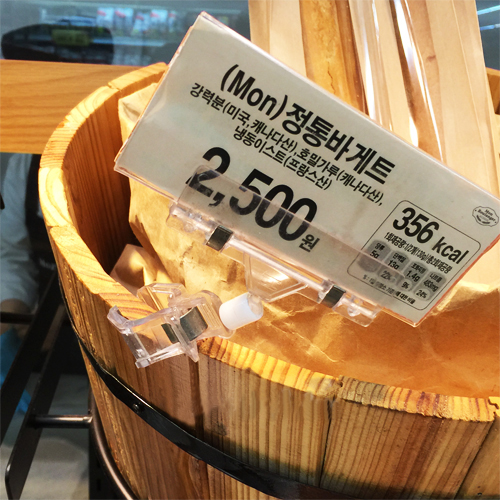 (Mon)정통바게트
강력분(미국,캐나다산), 호밀가루(캐나다산),
냉동이스트(프랑스산)
2,500원
356 kcal